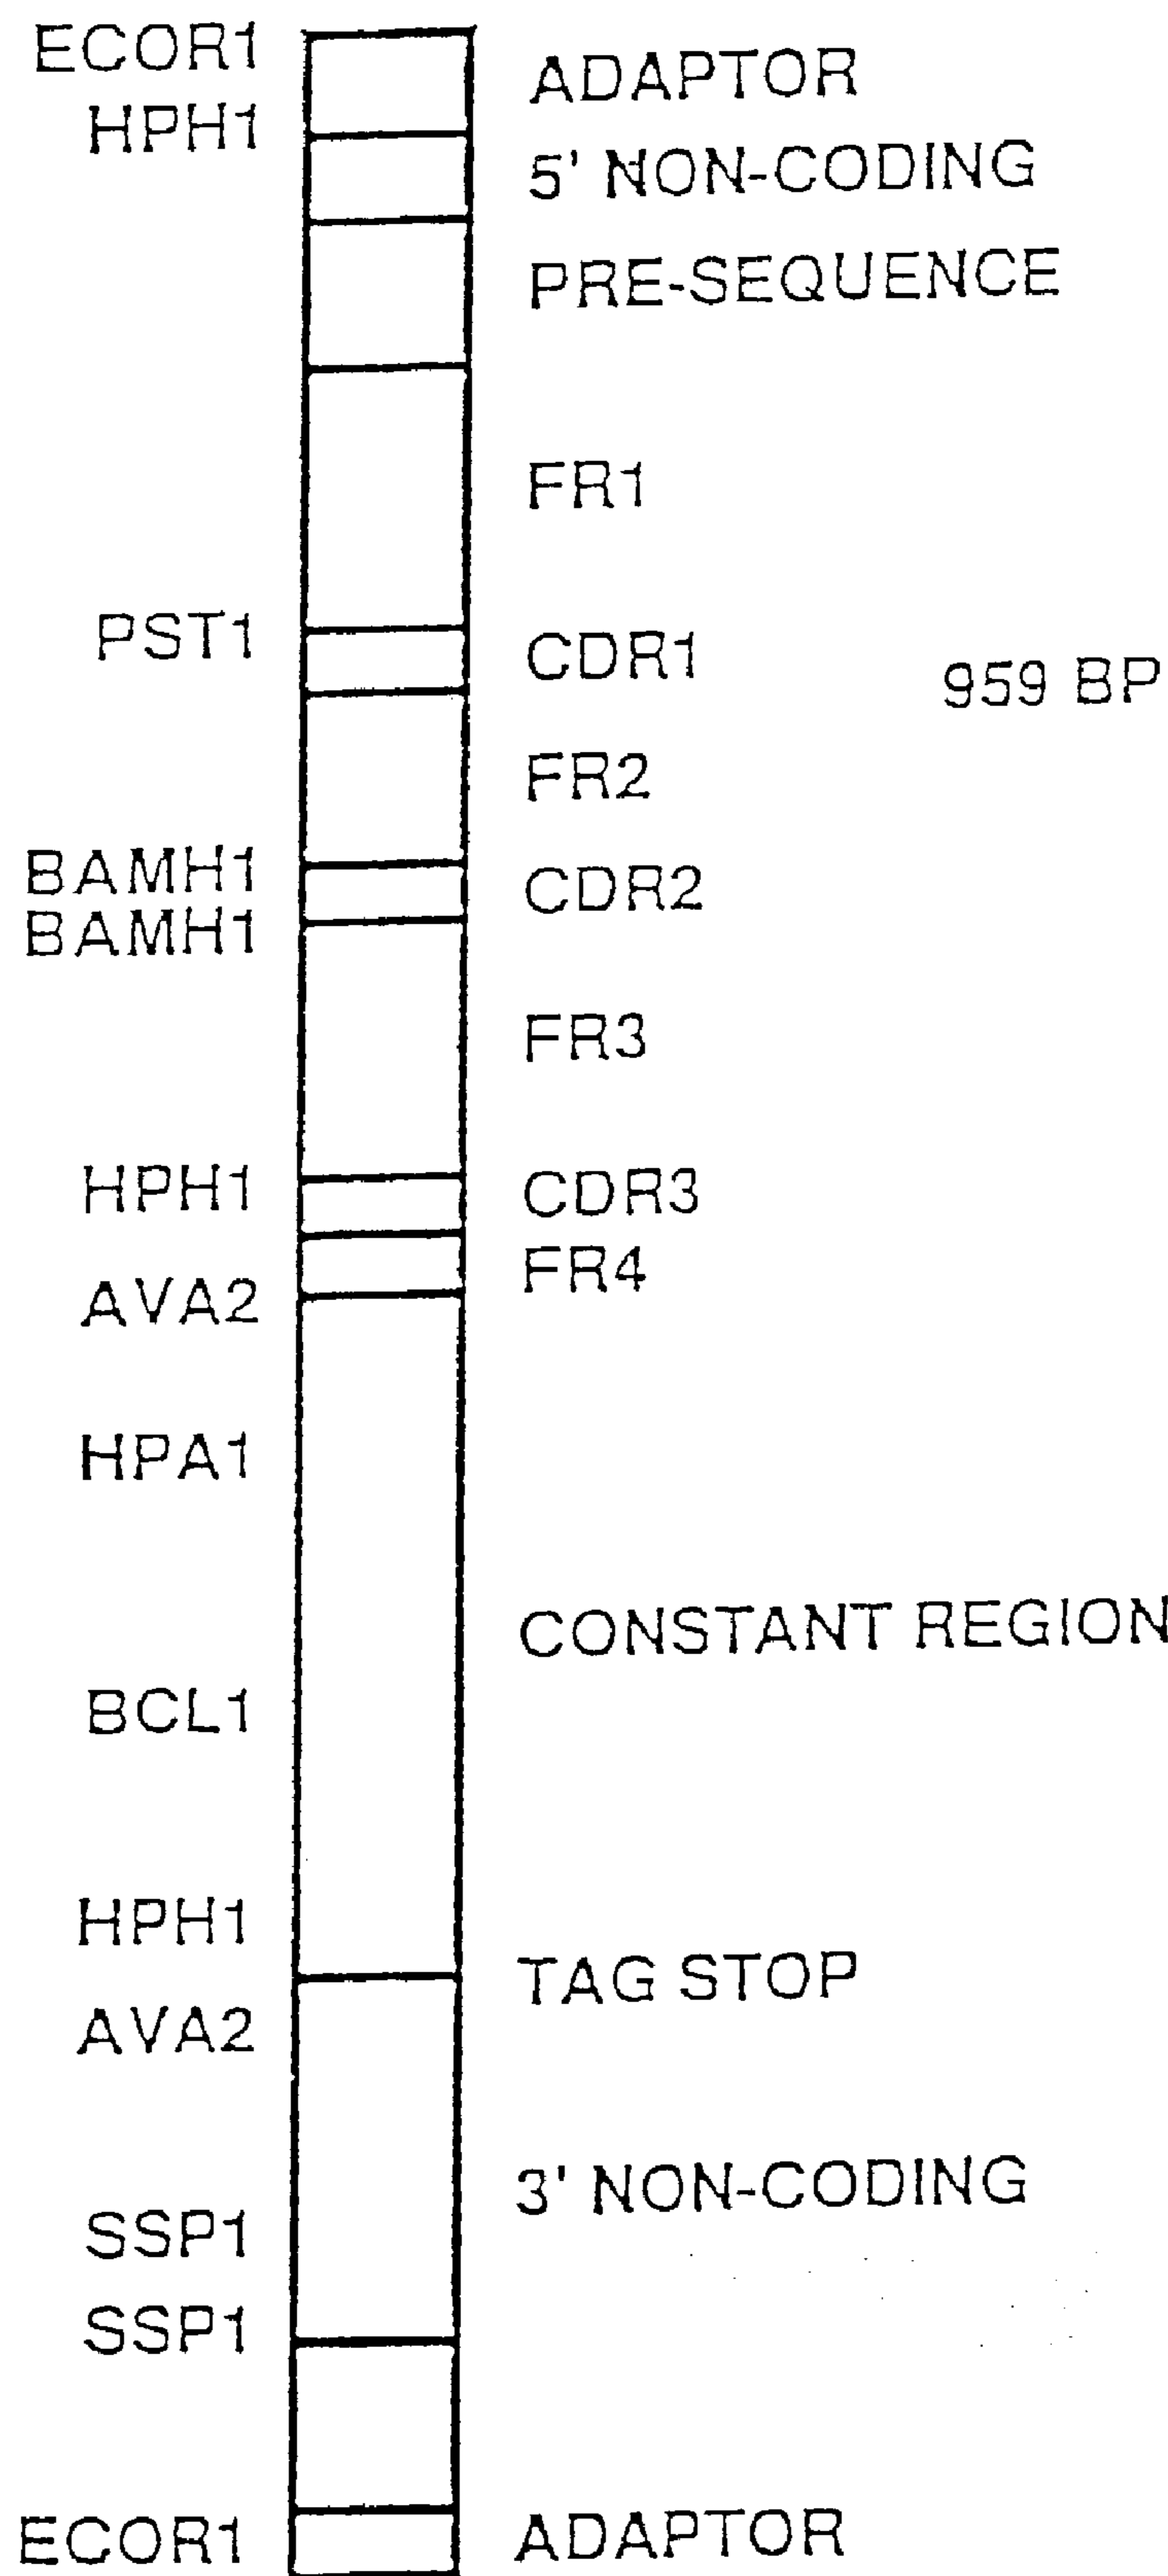 ECOR1
ADAPTOR
HPH1
5' NON-CODING
PRE-SEQUENCE
FR1
PST1
CDR1
959 BP
FR2
BAMH1
CDR2
BAMH1
FR3
HPH1
CDR3
FR4
AVA2
HPA1
CONSTANT REGION
BCL1
HPH1
TAG STOP
AVA2
3' NON-CODING
SSP1
SSP1
ECOR1
ADAPTOR